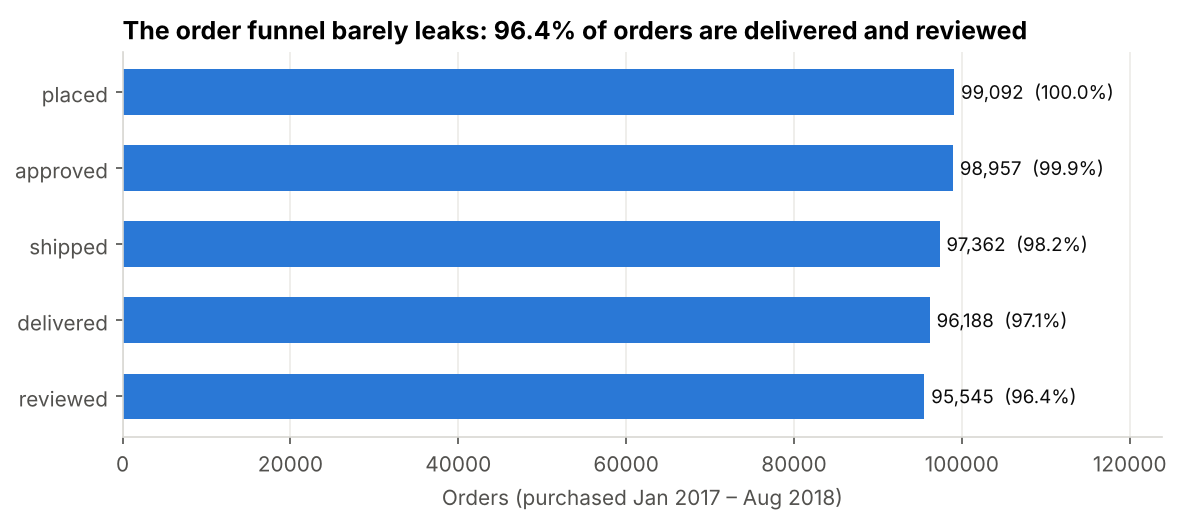 The order funnel barely leaks: 96.4% of orders are delivered and reviewed
placed 99,092 (100.0%)
approved 98,957 (99.9%)
shipped 97,362 (98.2%)
delivered 96,188 (97.1%)
reviewed 95,545 (96.4%)
0 20000 40000 60000 80000 100000 120000
Orders (purchased Jan 2017 – Aug 2018)